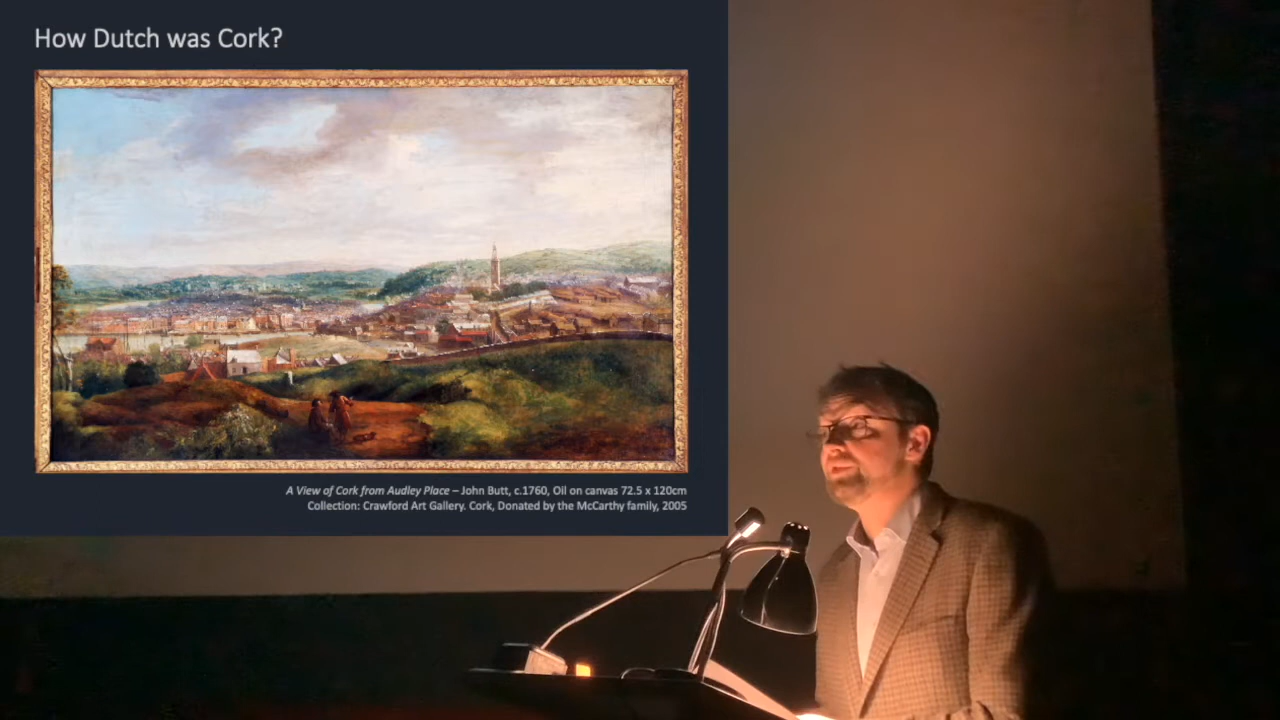 How Dutch was Cork?
A View of Cork from Audley Place – John Butt, c.1760, Oil on canvas 72.5 x 120cm
Collection: Crawford Art Gallery. Cork, Donated by the McCarthy family, 2005